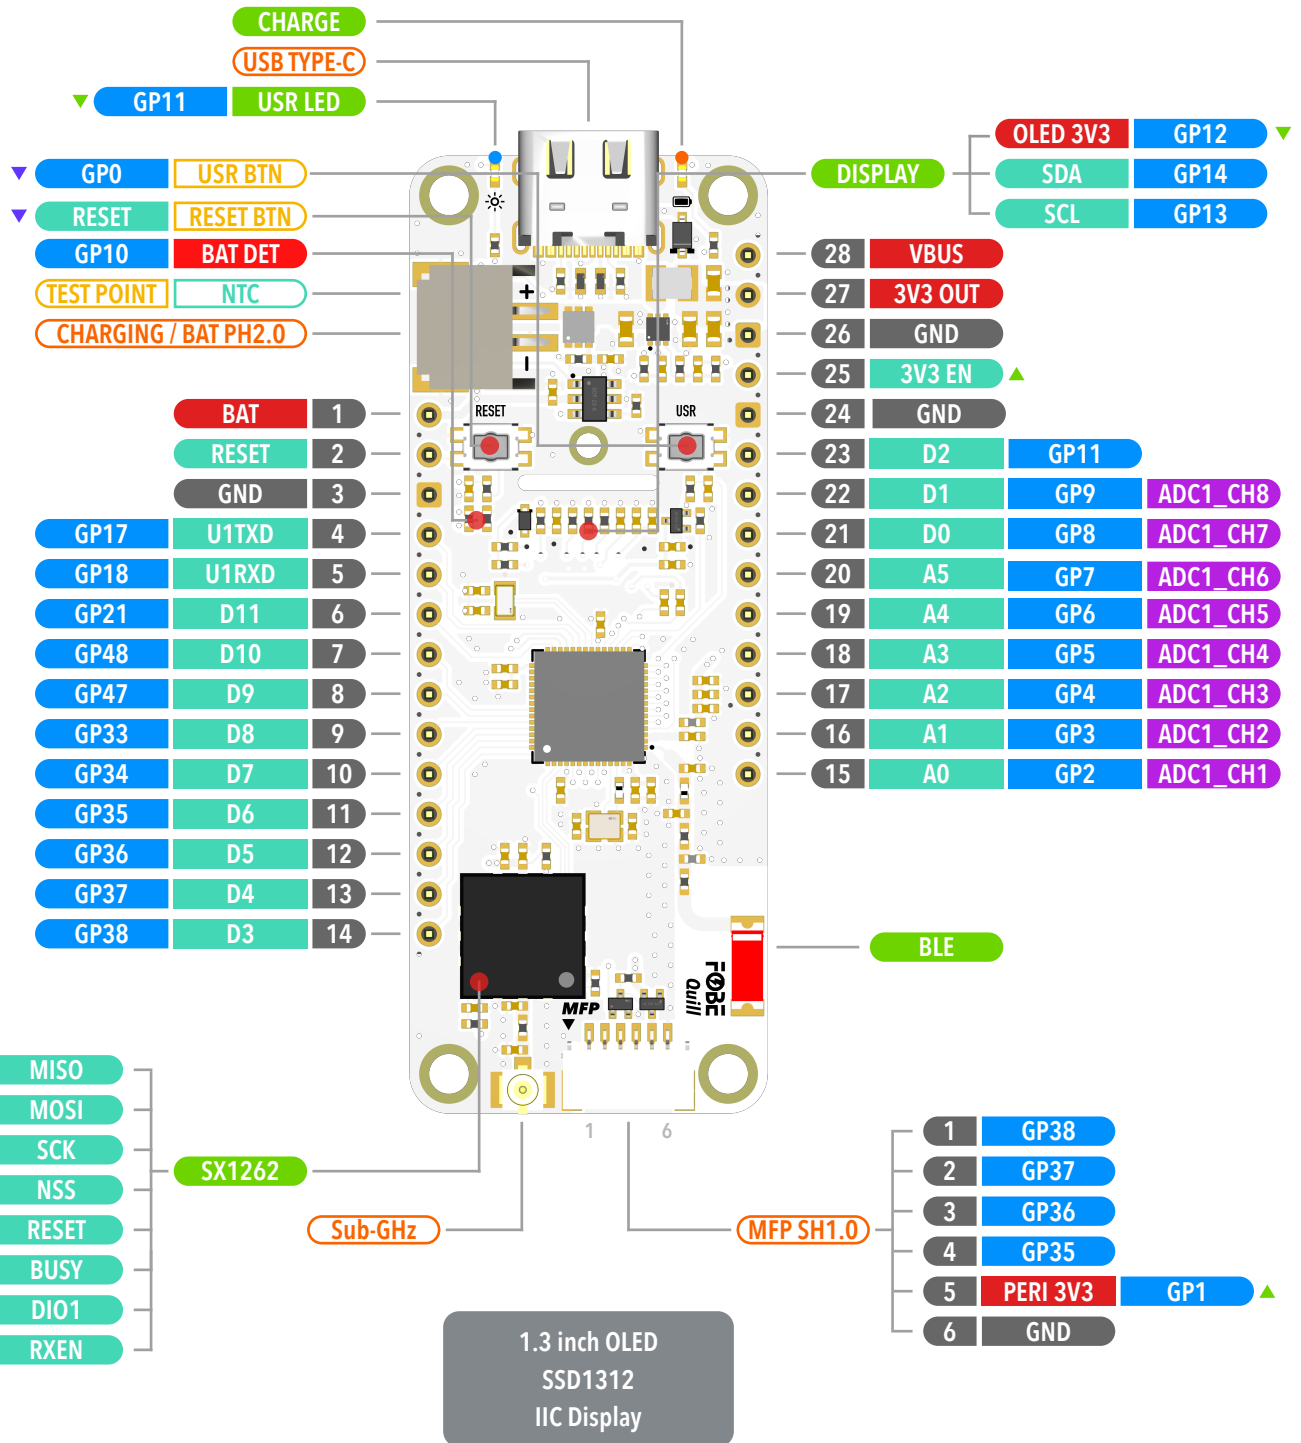 CHARGE
USB TYPE-C
GP11 USR LED
GP0 USR BTN
RESET RESET BTN
GP10 BAT DET
TEST POINT NTC
CHARGING / BAT PH2.0
BAT 1
RESET 2
GND 3
GP17 U1TXD 4
GP18 U1RXD 5
GP21 D11 6
GP48 D10 7
GP47 D9 8
GP33 D8 9
GP34 D7 10
GP35 D6 11
GP36 D5 12
GP37 D4 13
GP38 D3 14
DISPLAY
OLED 3V3 GP12
SDA GP14
SCL GP13
28 VBUS
27 3V3 OUT
26 GND
25 3V3 EN
24 GND
23 D2 GP11
22 D1 GP9 ADC1_CH8
21 D0 GP8 ADC1_CH7
20 A5 GP7 ADC1_CH6
19 A4 GP6 ADC1_CH5
18 A3 GP5 ADC1_CH4
17 A2 GP4 ADC1_CH3
16 A1 GP3 ADC1_CH2
15 A0 GP2 ADC1_CH1
BLE
+
-
RESET
USR
FOBE
Quill
MFP
1 6
MISO
MOSI
SCK
NSS
RESET
BUSY
DIO1
RXEN
SX1262
Sub-GHz
MFP SH1.0
1 GP38
2 GP37
3 GP36
4 GP35
5 PERI 3V3 GP1
6 GND
1.3 inch OLED
SSD1312
IIC Display